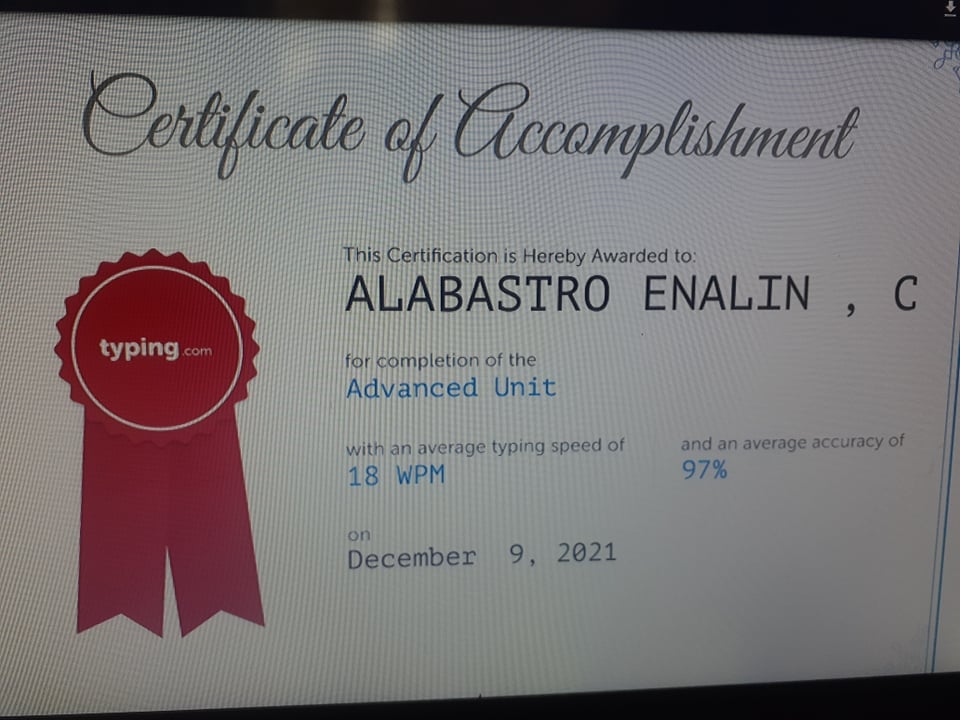 Certificate of Accomplishment
This Certification is Hereby Awarded to:
ALABASTRO ENALIN , C
typing.com
for completion of the
Advanced Unit
with an average typing speed of
18 WPM
and an average accuracy of
97%
on
December 9, 2021